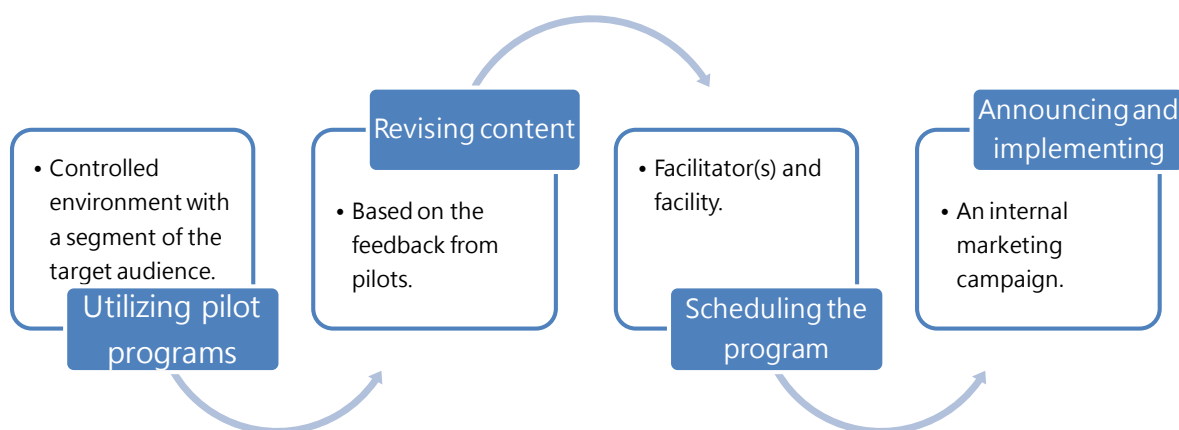 • Controlled
environment with
a segment of the
target audience.
Utilizing pilot
programs
Revising content
• Based on the
feedback from
pilots.
• Facilitator(s) and
facility.
Scheduling the
program
Announcing and
implementing
• An internal
marketing
campaign.